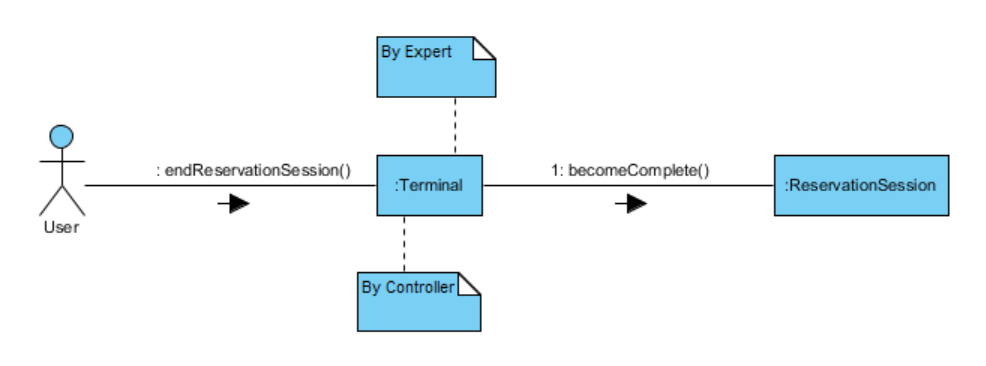 By Expert
: endReservationSession()
:Terminal
1: becomeComplete()
:ReservationSession
User
By Controller